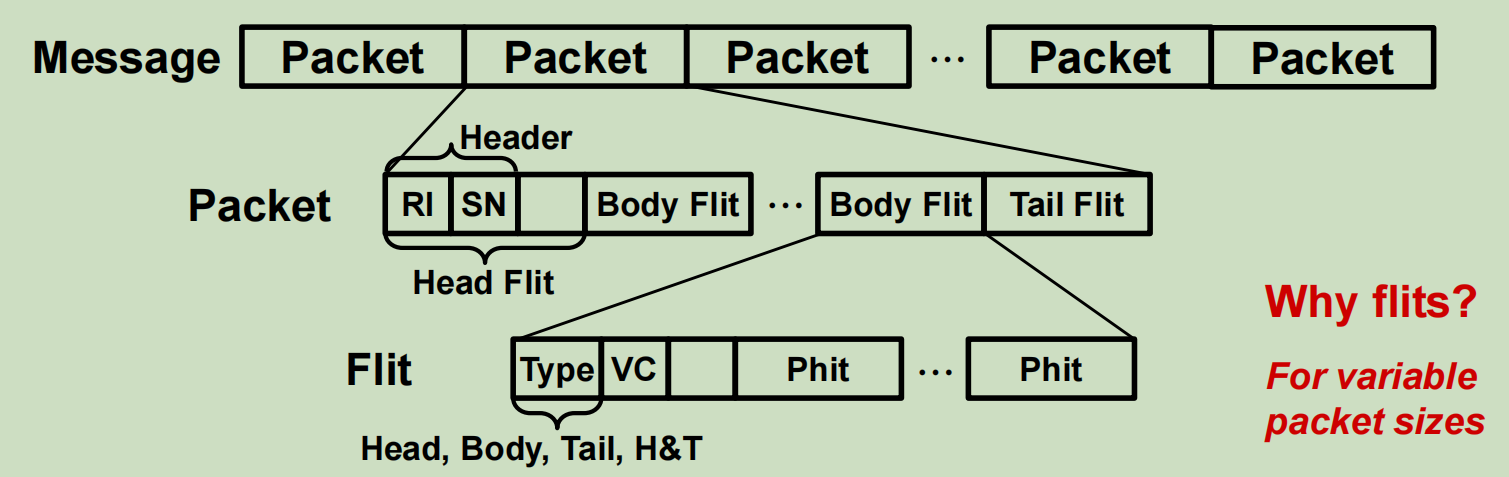 Message Packet Packet Packet ... Packet Packet
Header
Packet RI SN Body Flit ... Body Flit Tail Flit
Head Flit
Why flits?
Flit Type VC Phit ... Phit
For variable
packet sizes
Head, Body, Tail, H&T